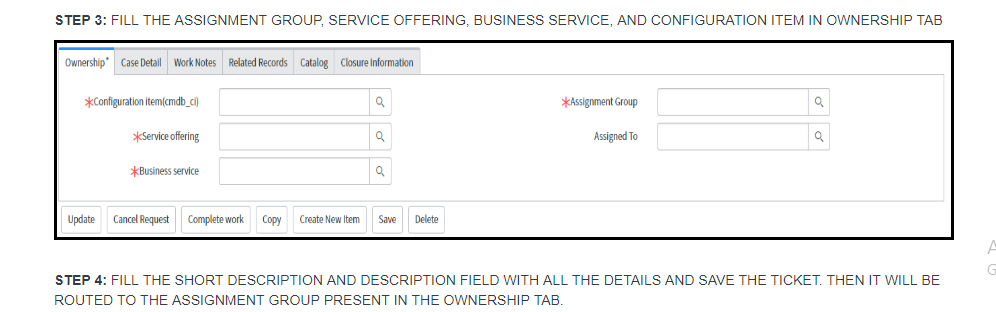 STEP 3: FILL THE ASSIGNMENT GROUP, SERVICE OFFERING, BUSINESS SERVICE, AND CONFIGURATION ITEM IN OWNERSHIP TAB
Ownership* Case Detail Work Notes Related Records Catalog Closure Information
*Configuration item(cmdb_ci) *Assignment Group
*Service offering Assigned To
*Business service
Update Cancel Request Complete work Copy Create New Item Save Delete
STEP 4: FILL THE SHORT DESCRIPTION AND DESCRIPTION FIELD WITH ALL THE DETAILS AND SAVE THE TICKET. THEN IT WILL BE
ROUTED TO THE ASSIGNMENT GROUP PRESENT IN THE OWNERSHIP TAB.